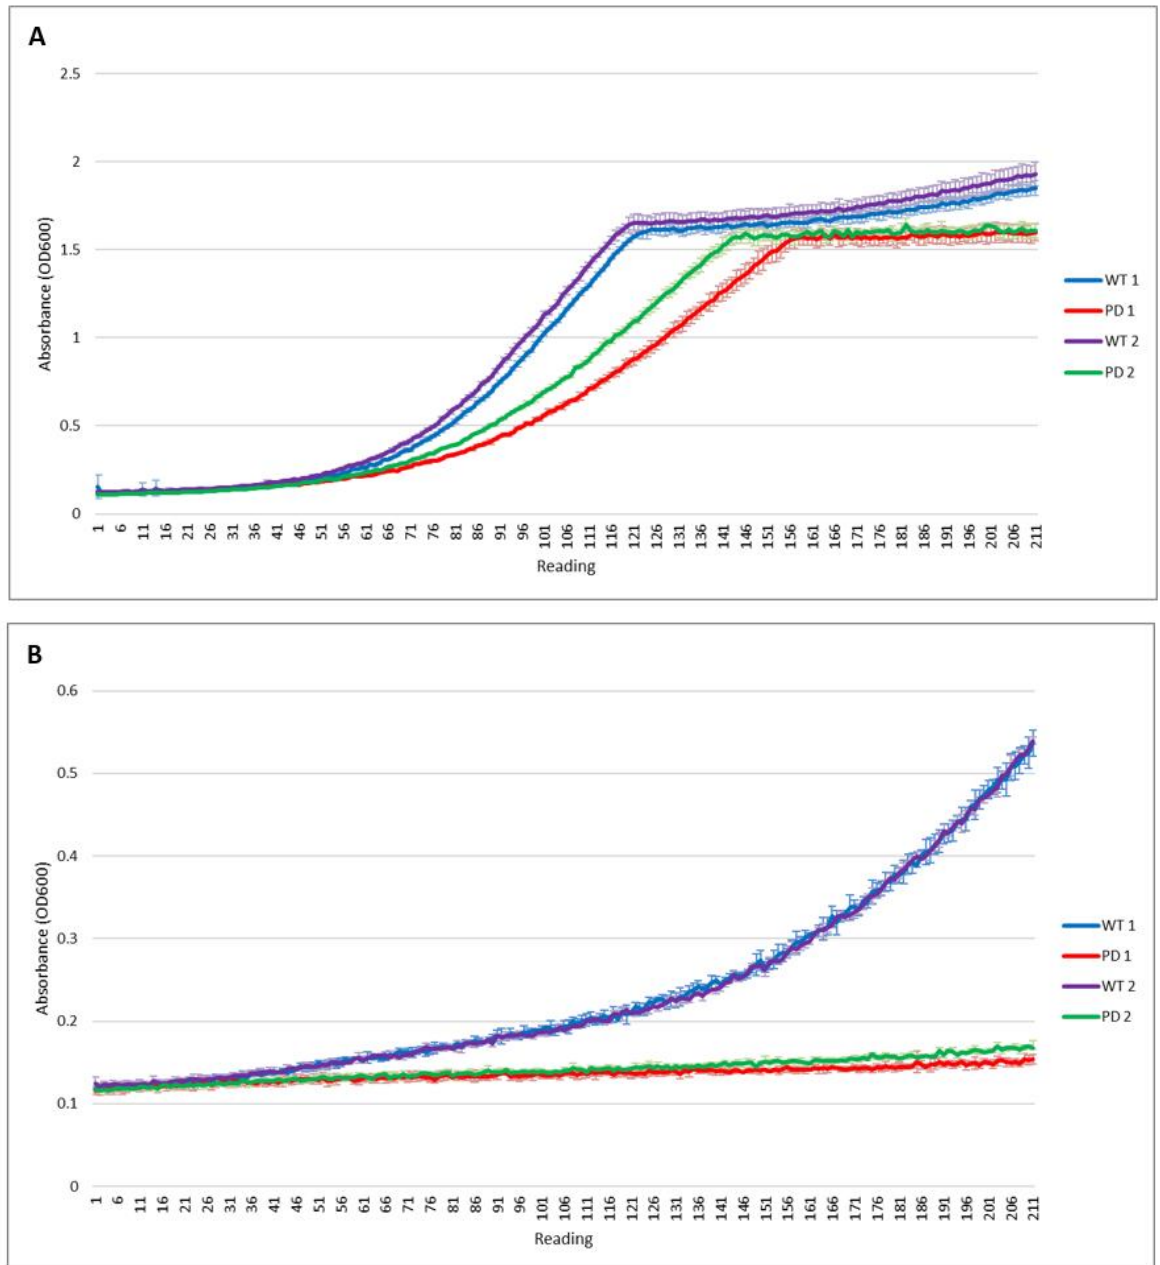 A
2.5
2
1.5
1
0.5
0
Absorbance (OD600)
1 6 11 16 21 26 31 36 41 46 51 56 61 66 71 76 81 86 91 96 101 106 111 116 121 126 131 136 141 146 151 156 161 166 171 176 181 186 191 196 201 206 211
Reading
WT 1
PD 1
WT 2
PD 2
B
0.6
0.5
0.4
0.3
0.2
0.1
0
Absorbance (OD600)
1 6 11 16 21 26 31 36 41 46 51 56 61 66 71 76 81 86 91 96 101 106 111 116 121 126 131 136 141 146 151 156 161 166 171 176 181 186 191 196 201 206 211
Reading
WT 1
PD 1
WT 2
PD 2